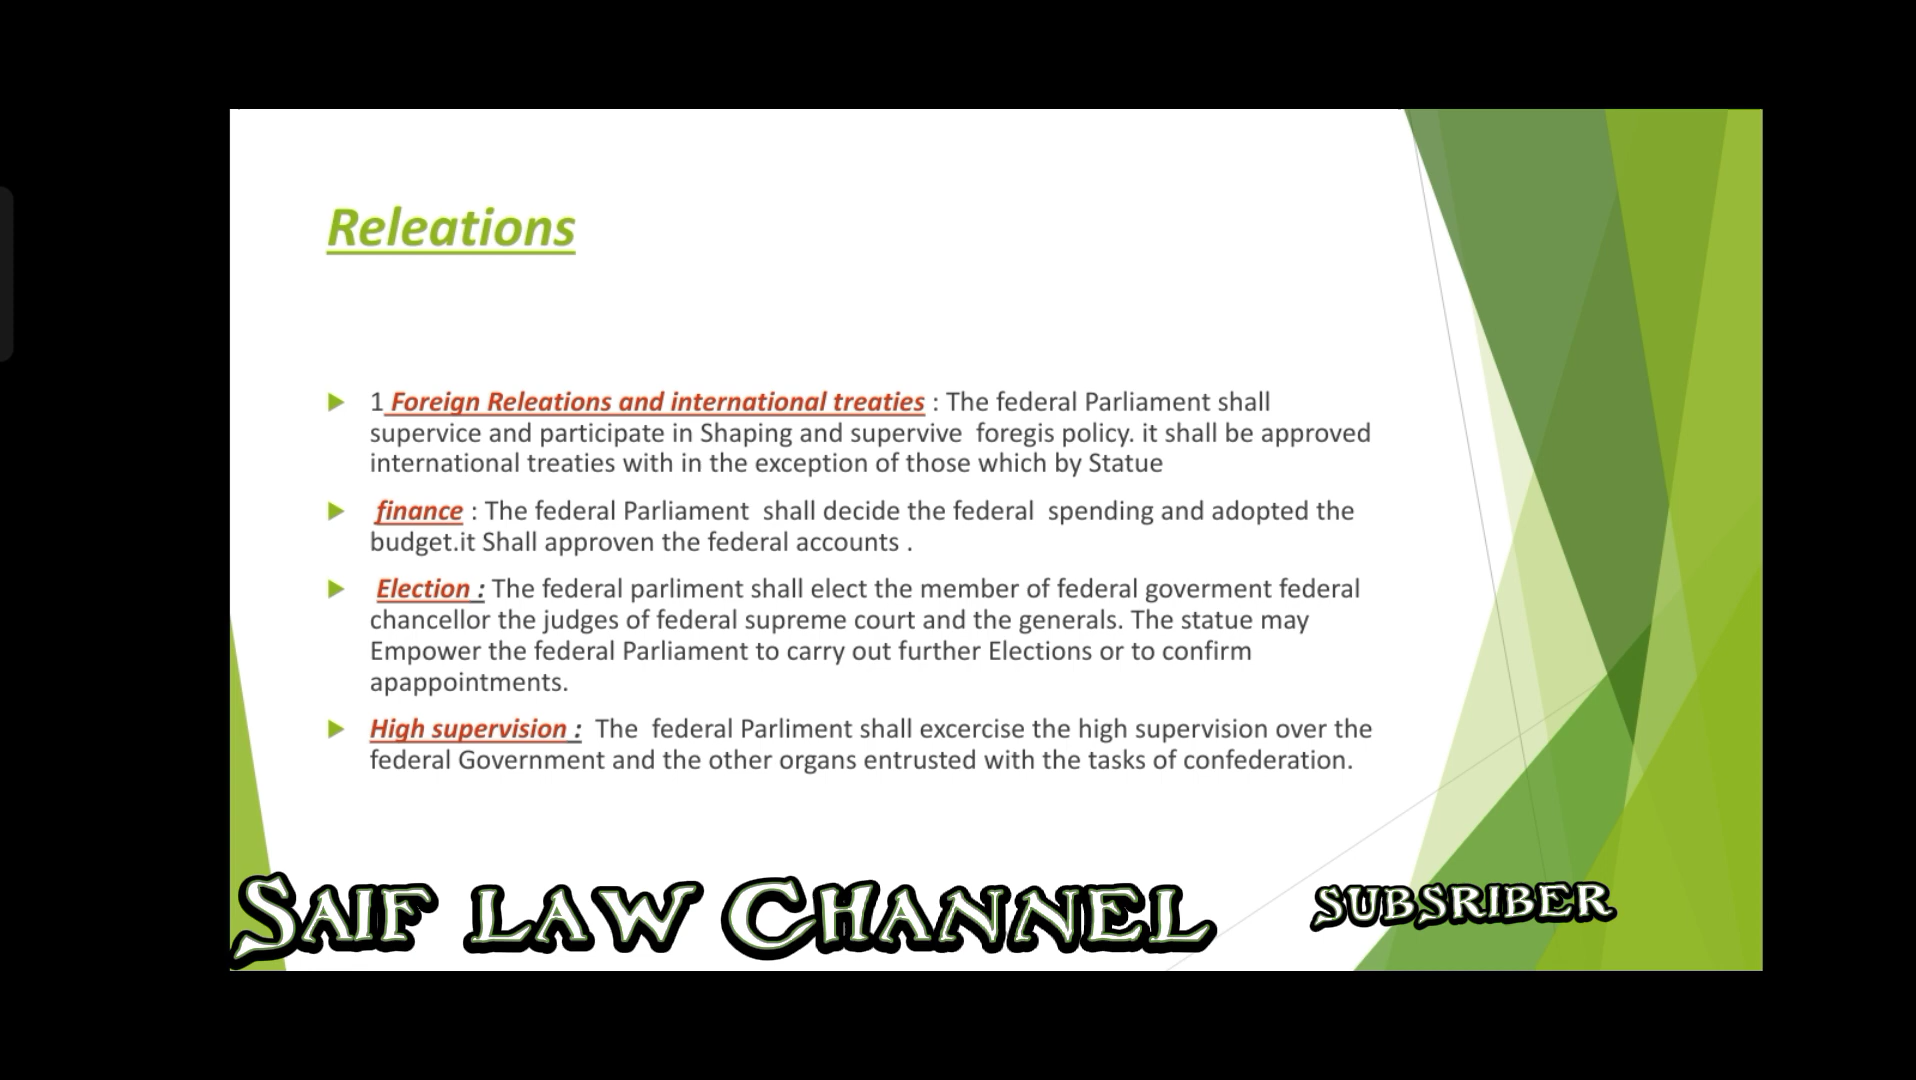 Releations
1 Foreign Releations and international treaties : The federal Parliament shall
supervice and participate in Shaping and supervive foregis policy. it shall be approved
international treaties with in the exception of those which by Statue
finance : The federal Parliament shall decide the federal spending and adopted the
budget.it Shall approven the federal accounts .
Election : The federal parliment shall elect the member of federal goverment federal
chancellor the judges of federal supreme court and the generals. The statue may
Empower the federal Parliament to carry out further Elections or to confirm
apappointments.
High supervision : The federal Parliment shall excercise the high supervision over the
federal Government and the other organs entrusted with the tasks of confederation.
SAIF LAW CHANNEL
SUBSRIBER